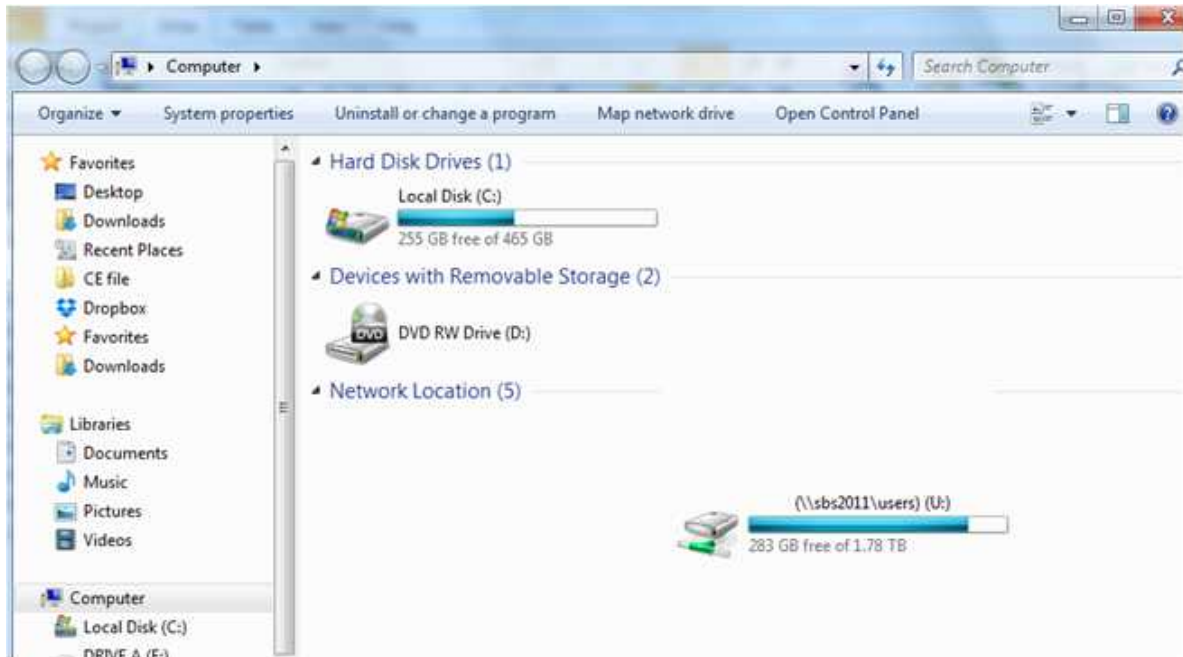 Computer
Search Computer
Organize
System properties
Uninstall or change a program
Map network drive
Open Control Panel
Favorites
Desktop
Downloads
Recent Places
CE file
Dropbox
Favorites
Downloads
Libraries
Documents
Music
Pictures
Videos
Computer
Local Disk (C:)
DRIVE A (F:)
Hard Disk Drives (1)
Local Disk (C:)
255 GB free of 465 GB
Devices with Removable Storage (2)
DVD
DVD RW Drive (D:)
Network Location (5)
(\\sbs2011\users) (U:)
283 GB free of 1.78 TB